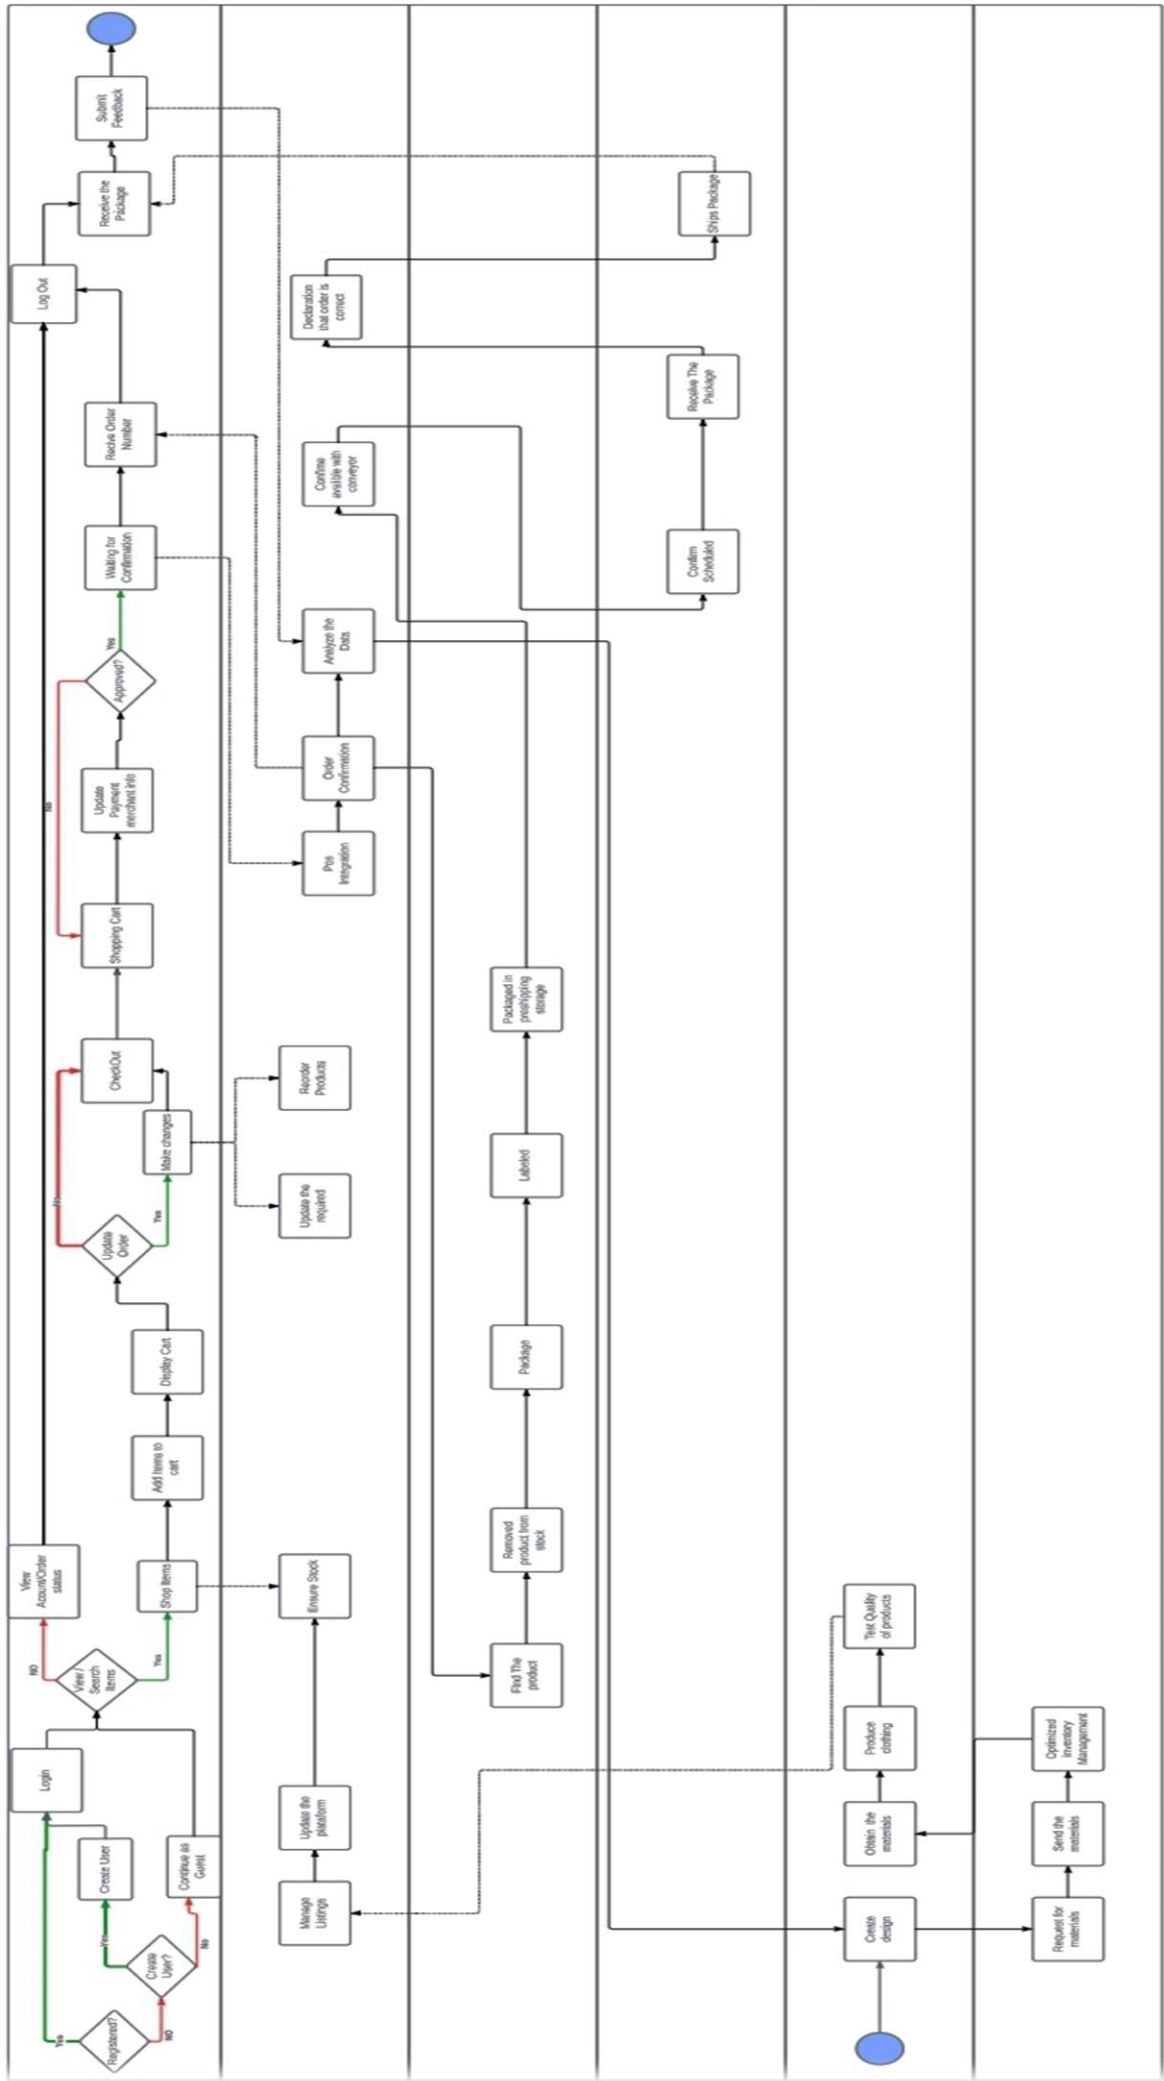 Registered?
Yes
NO
Create
User?
Yes
No
Create User
Continue as
Guest
Login
View /
Search
Items
NO
Yes
View
Acount/Order
status
Shop Items
Add Items to
cart
Display Cart
Update
Order
No
Yes
Make changes
CheckOut
Shopping Cart
Update
Payment
merchant info
Approved?
No
Yes
Waiting for
Confirmation
Recive Order
Number
Log Out
Receive the
Package
Submit
Feedback
Manage
Listings
Update the
Ensure Stock
Update the
required
Reorder
Products
Pos
Integration
Order
Confirmation
Analyze the
Data
with
conveyor
Declaration
that order is
correct
Find The
product
Removed
product from
stock
Package
Labeled
Packaged in
preshipping
storage
Confirm
Scheduled
Receive The
Package
Ships Package
Create
design
Obtain the
materials
Produce
clothing
Test Quality
of products
Request for
materials
Send the
materials
Optimized
inventory
Management